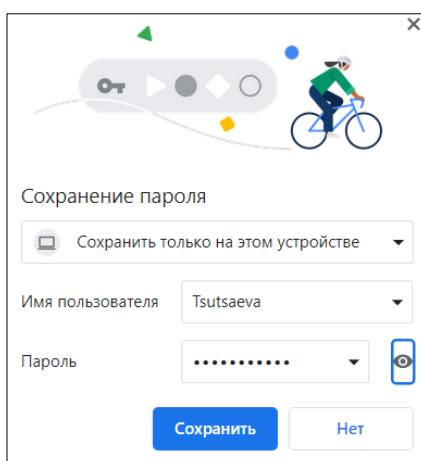 Сохранение пароля
Сохранить только на этом устройстве
Имя пользователя Tsutsaeva
Пароль •••••••••••
Сохранить Нет